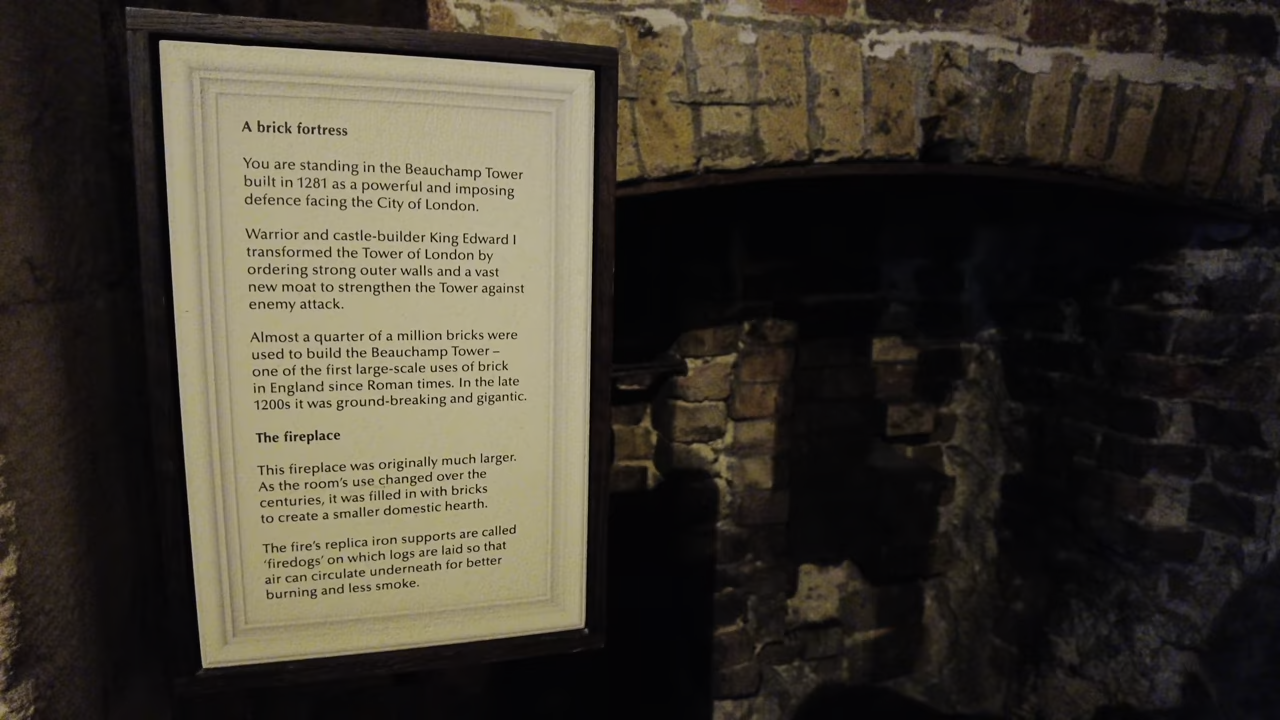 A brick fortress
You are standing in the Beauchamp Tower
built in 1281 as a powerful and imposing
defence facing the City of London.
Warrior and castle-builder King Edward I
transformed the Tower of London by
ordering strong outer walls and a vast
new moat to strengthen the Tower against
enemy attack.
Almost a quarter of a million bricks were
used to build the Beauchamp Tower –
one of the first large-scale uses of brick
in England since Roman times. In the late
1200s it was ground-breaking and gigantic.
The fireplace
This fireplace was originally much larger.
As the room's use changed over the
centuries, it was filled in with bricks
to create a smaller domestic hearth.
The fire's replica iron supports are called
'firedogs' on which logs are laid so that
air can circulate underneath for better
burning and less smoke.